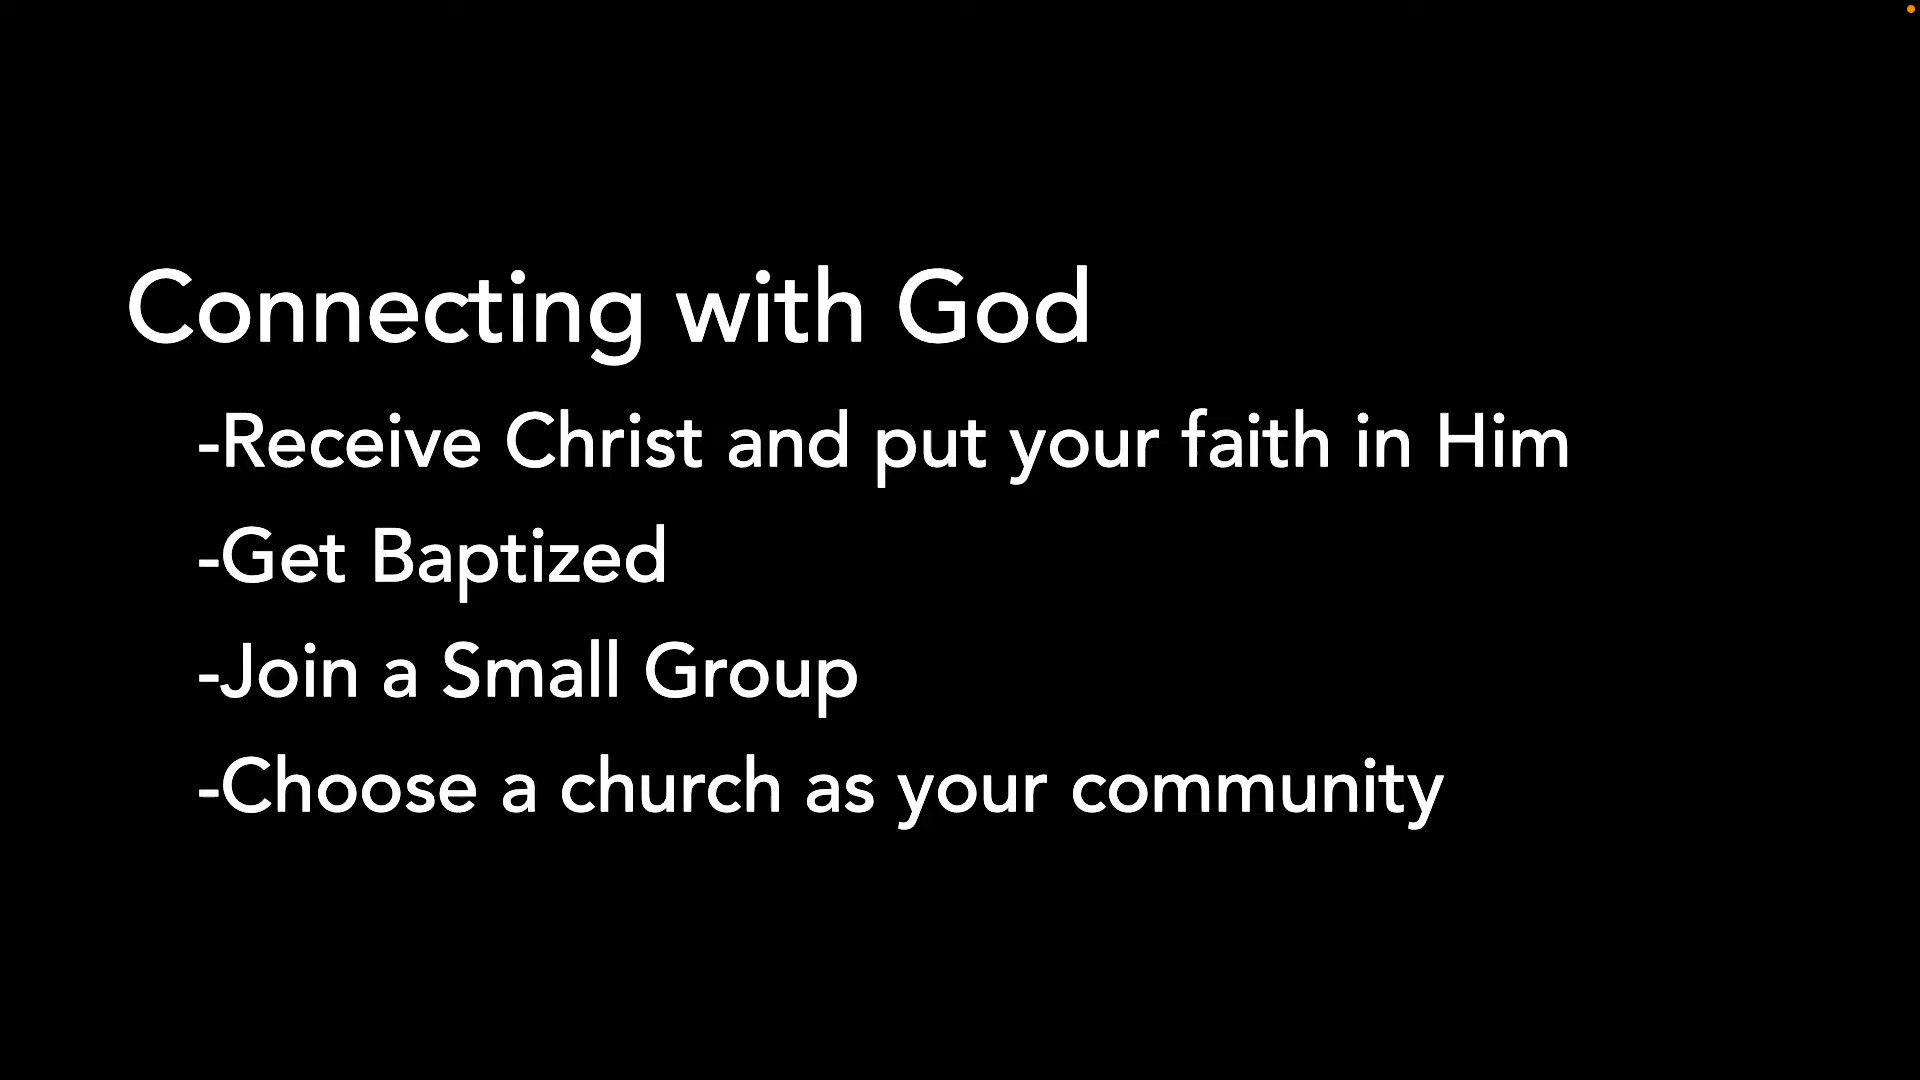 Connecting with God
-Receive Christ and put your faith in Him
-Get Baptized
-Join a Small Group
-Choose a church as your community